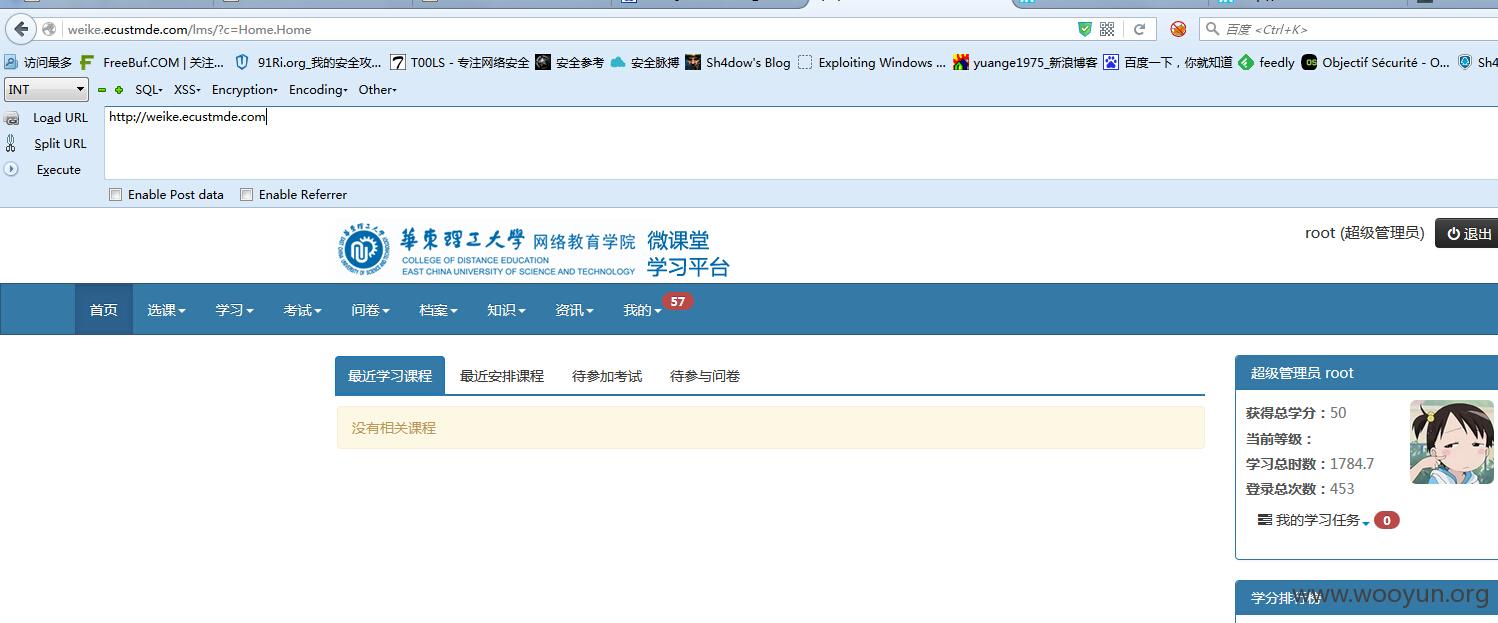 weike.ecustmde.com/lms/?c=Home.Home
百度 <Ctrl+K>
访问最多 FreeBuf.COM | 关注... 91Ri.org_我的安全攻... T00LS - 专注网络安全 安全参考 安全脉搏 Sh4dow's Blog Exploiting Windows ... yuange1975_新浪博客 百度一下，你就知道 feedly Objectif Sécurité - O... Sh4
INT SQL XSS Encryption Encoding Other
Load URL http://weike.ecustmde.com
Split URL
Execute
Enable Post data Enable Referrer
華東理工大學 网络教育学院 微课堂
COLLEGE OF DISTANCE EDUCATION
EAST CHINA UNIVERSITY OF SCIENCE AND TECHNOLOGY 学习平台
root (超级管理员) 退出
首页 选课 学习 考试 问卷 档案 知识 资讯 我的 57
最近学习课程 最近安排课程 待参加考试 待参与问卷
没有相关课程
超级管理员 root
获得总学分：50
当前等级：
学习总时数：1784.7
登录总次数：453
我的学习任务 0
学分排行榜
www.wooyun.org